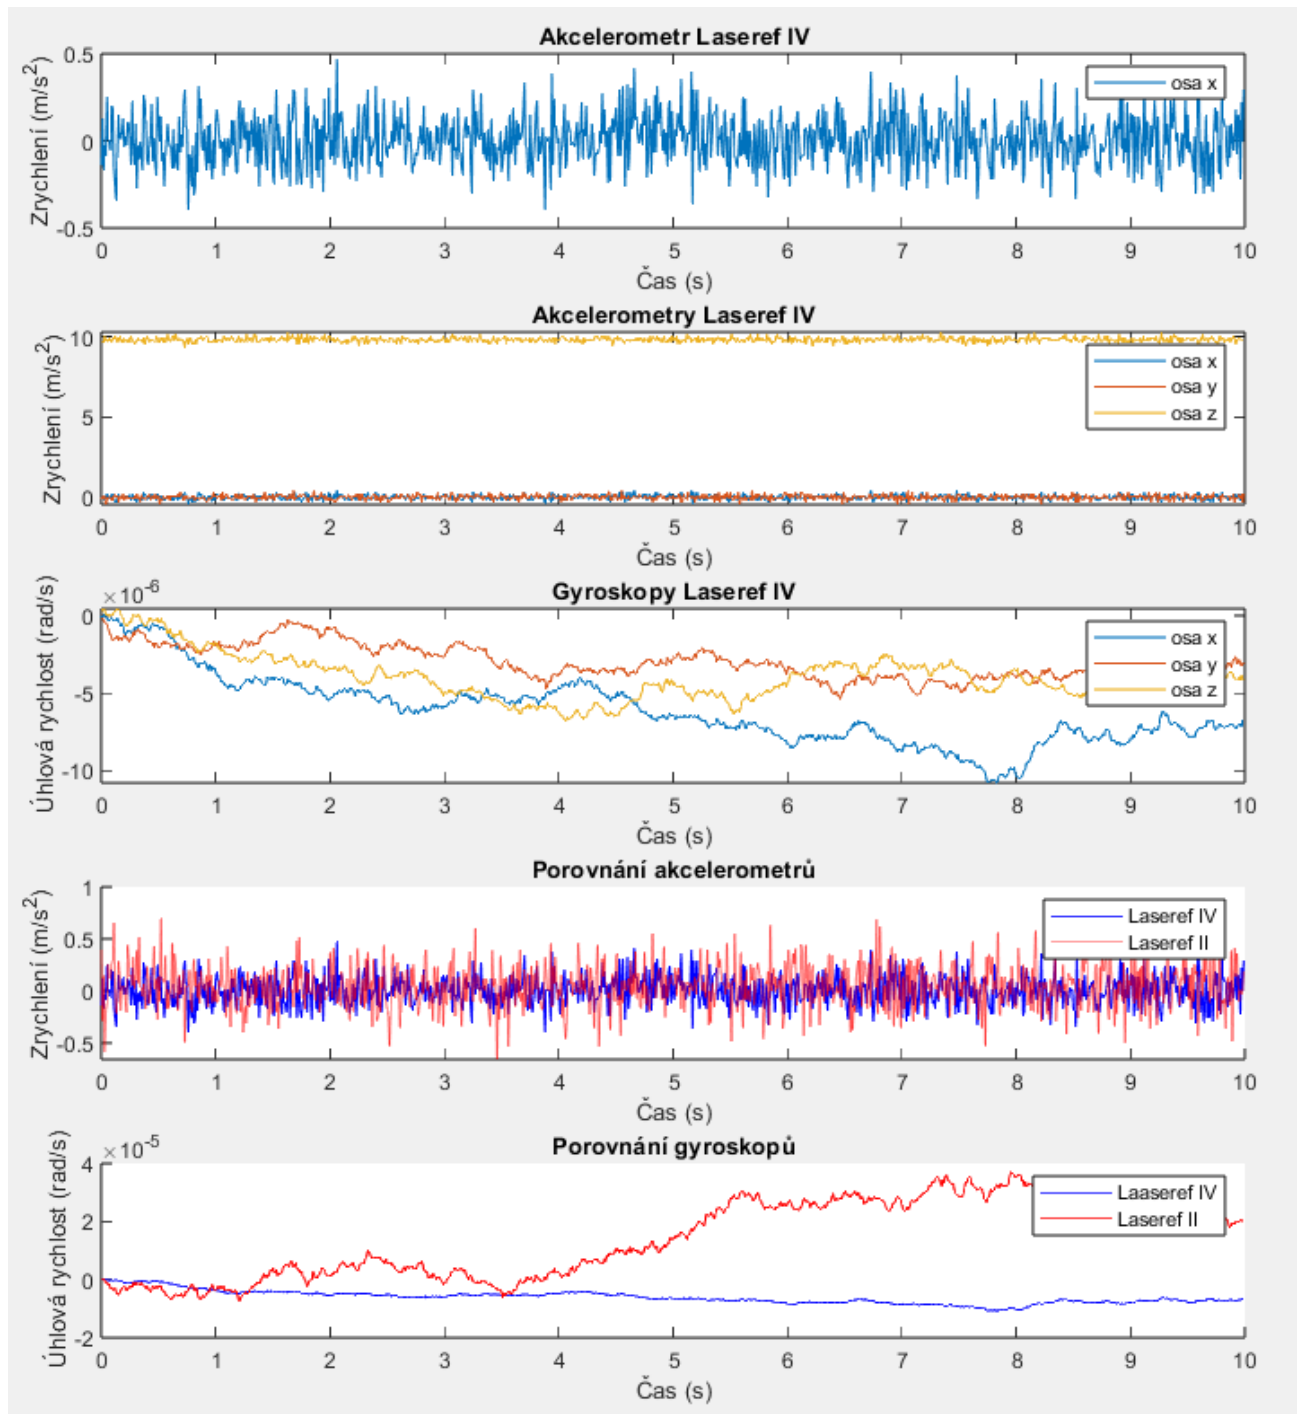 Akcelerometr Laseref IV
Zrychlení (m/s²)
0.5
0
-0.5
osa x
0 1 2 3 4 5 6 7 8 9 10
Čas (s)
Akcelerometry Laseref IV
Zrychlení (m/s²)
10
5
0
osa x
osa y
osa z
0 1 2 3 4 5 6 7 8 9 10
Čas (s)
Gyroskopy Laseref IV
×10⁻⁶
Úhlová rychlost (rad/s)
0
-5
-10
osa x
osa y
osa z
0 1 2 3 4 5 6 7 8 9 10
Čas (s)
Porovnání akcelerometrů
Zrychlení (m/s²)
1
0.5
0
-0.5
Laseref IV
Laseref II
0 1 2 3 4 5 6 7 8 9 10
Čas (s)
Porovnání gyroskopů
×10⁻⁵
Úhlová rychlost (rad/s)
4
2
0
-2
Laaseref IV
Laseref II
0 1 2 3 4 5 6 7 8 9 10
Čas (s)